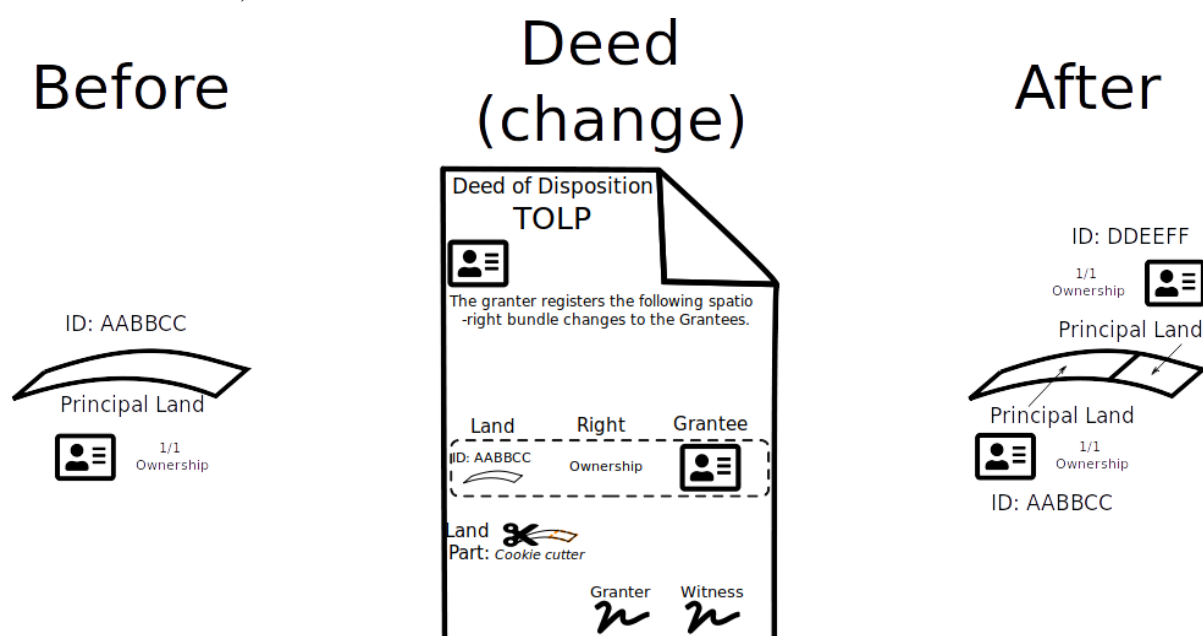 Before
ID: AABBCC
Principal Land
1/1
Ownership
Deed
(change)
Deed of Disposition
TOLP
The granter registers the following spatio
-right bundle changes to the Grantees.
Land Right Grantee
ID: AABBCC
Ownership
Land
Part: Cookie cutter
Granter Witness
After
ID: DDEEFF
1/1
Ownership
Principal Land
Principal Land
1/1
Ownership
ID: AABBCC